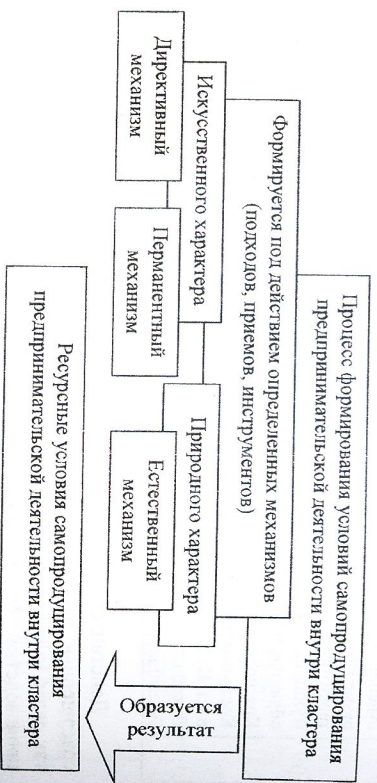 Процесс формирования условий самопродуцирования
предпринимательской деятельности внутри кластера
Формируется под действием определенных механизмов
(подходов, приемов, инструментов)
Искусственного характера
Природного характера
Директивный
механизм
Перманентный
механизм
Естественный
механизм
Образуется
результат
Ресурсные условия самопродуцирования
предпринимательской деятельности внутри кластера